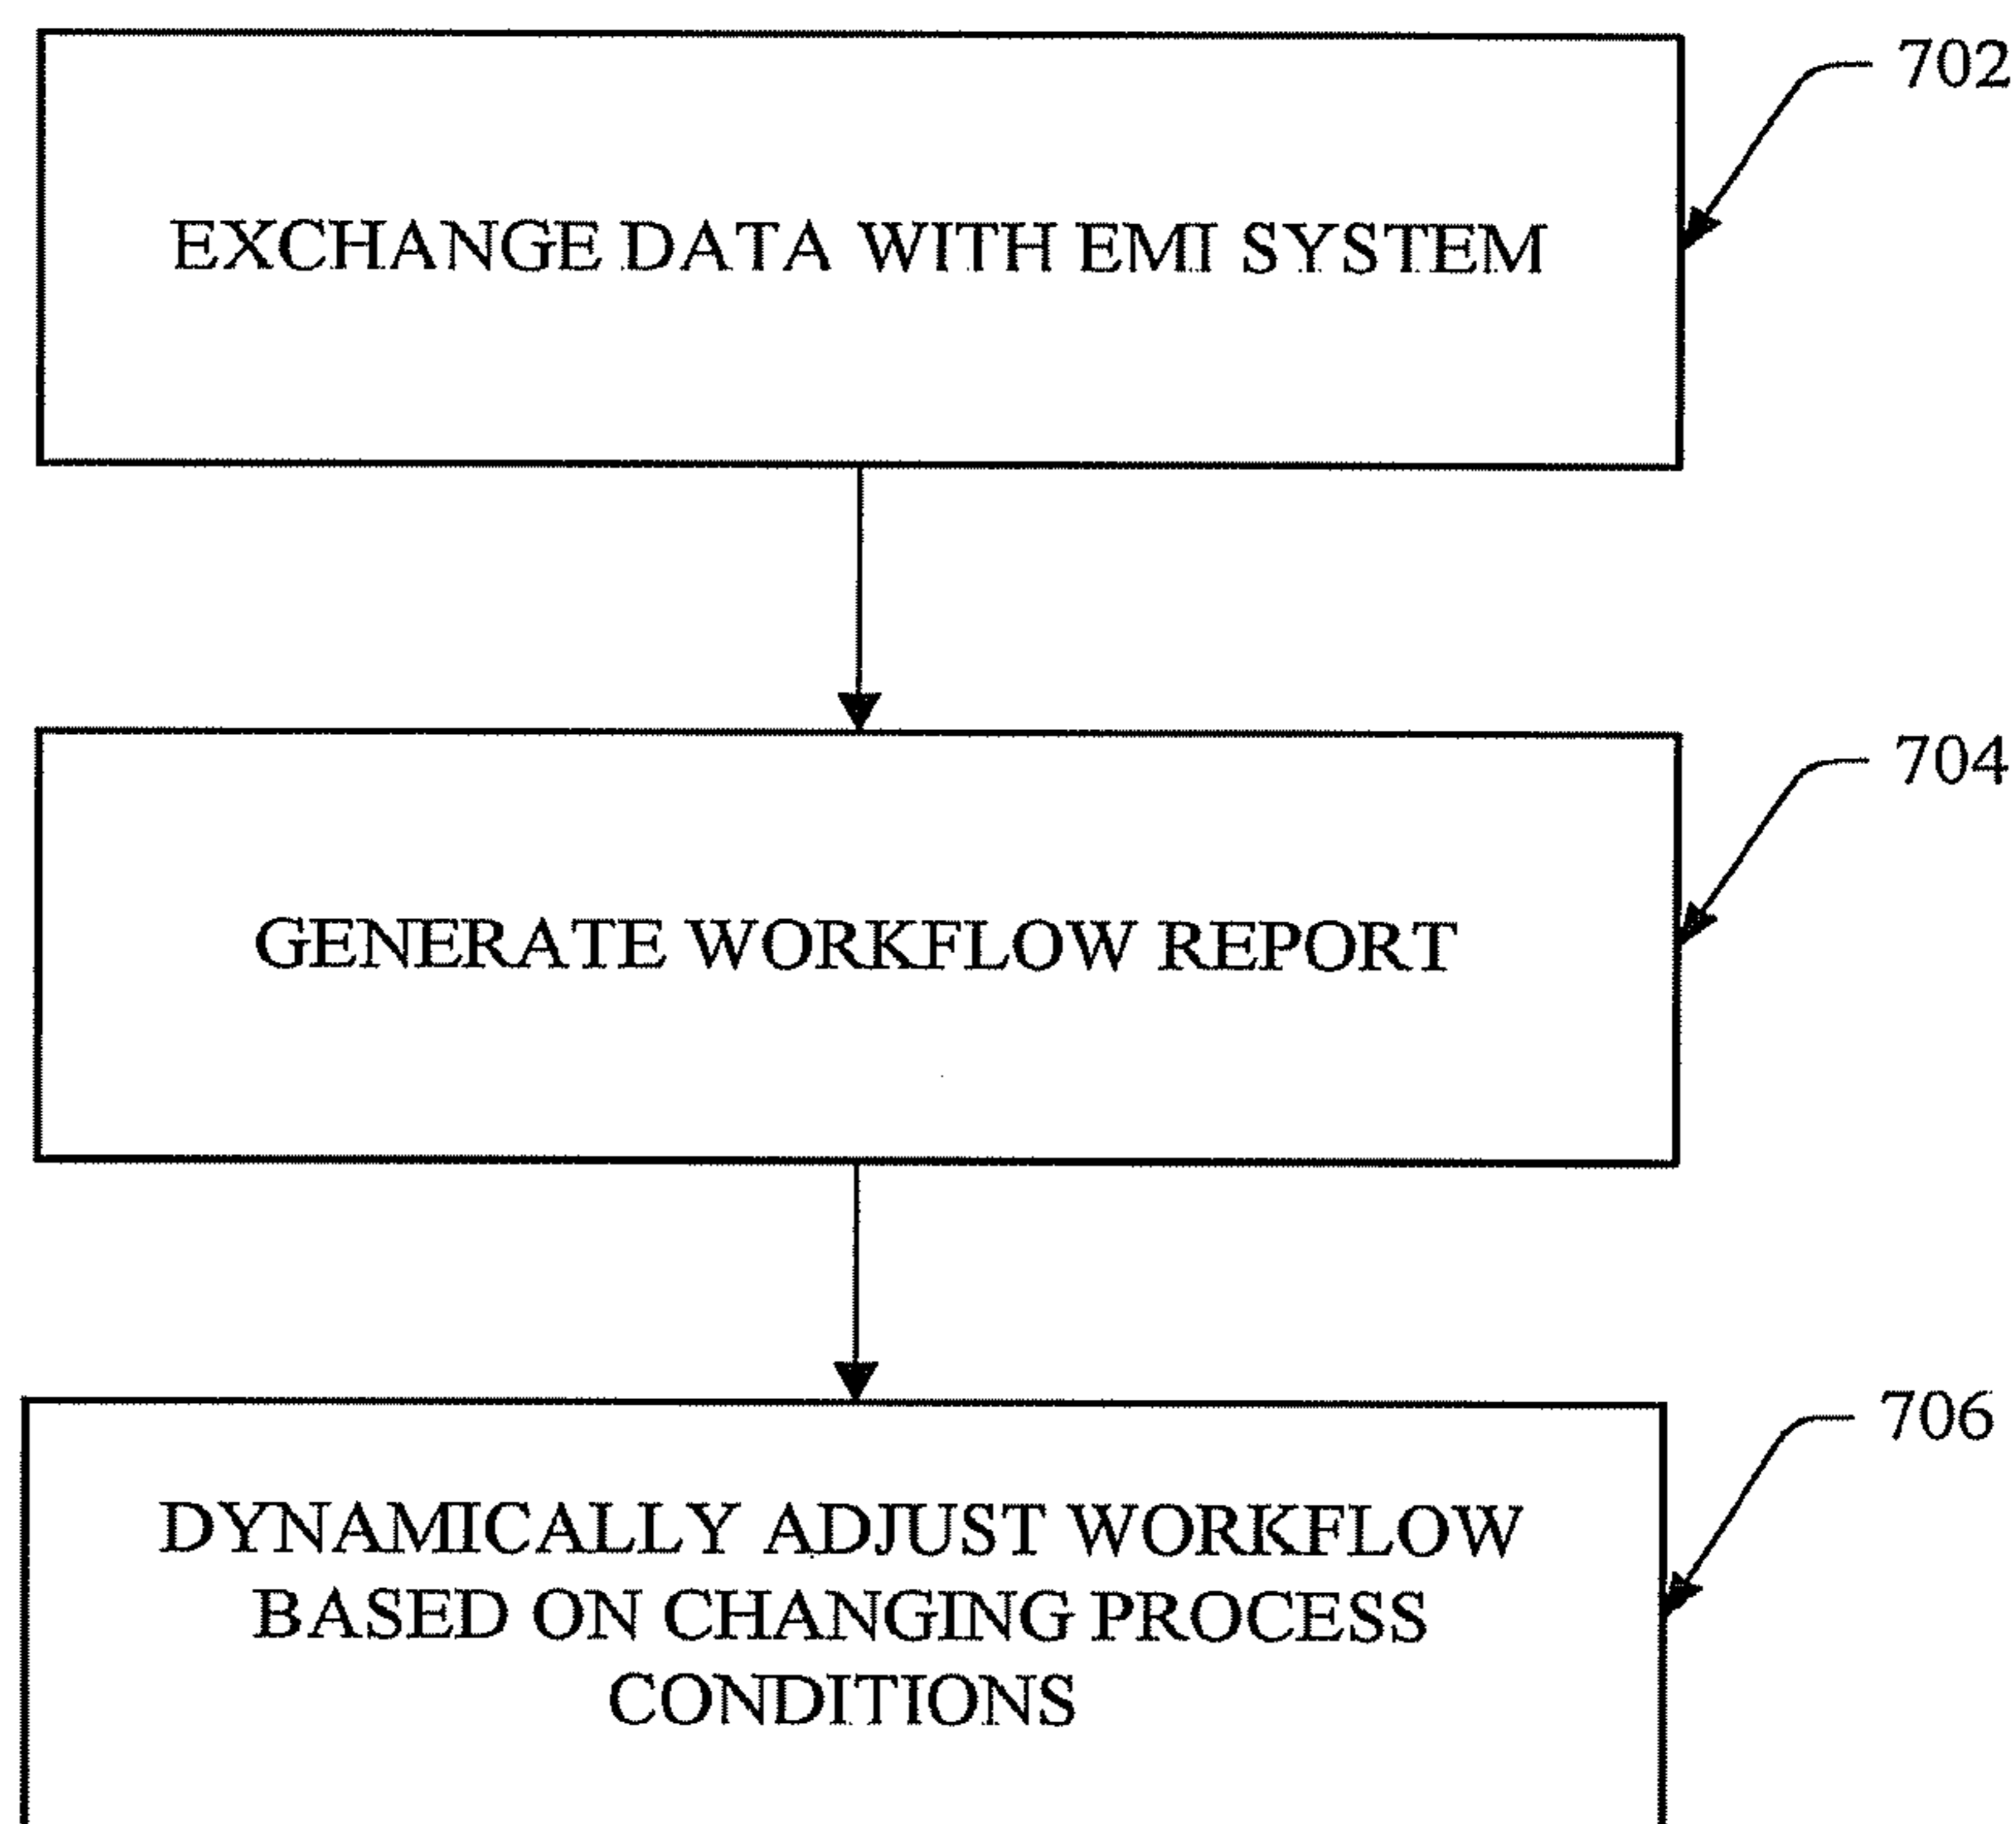 702
EXCHANGE DATA WITH EMI SYSTEM
704
GENERATE WORKFLOW REPORT
706
DYNAMICALLY ADJUST WORKFLOW
BASED ON CHANGING PROCESS
CONDITIONS